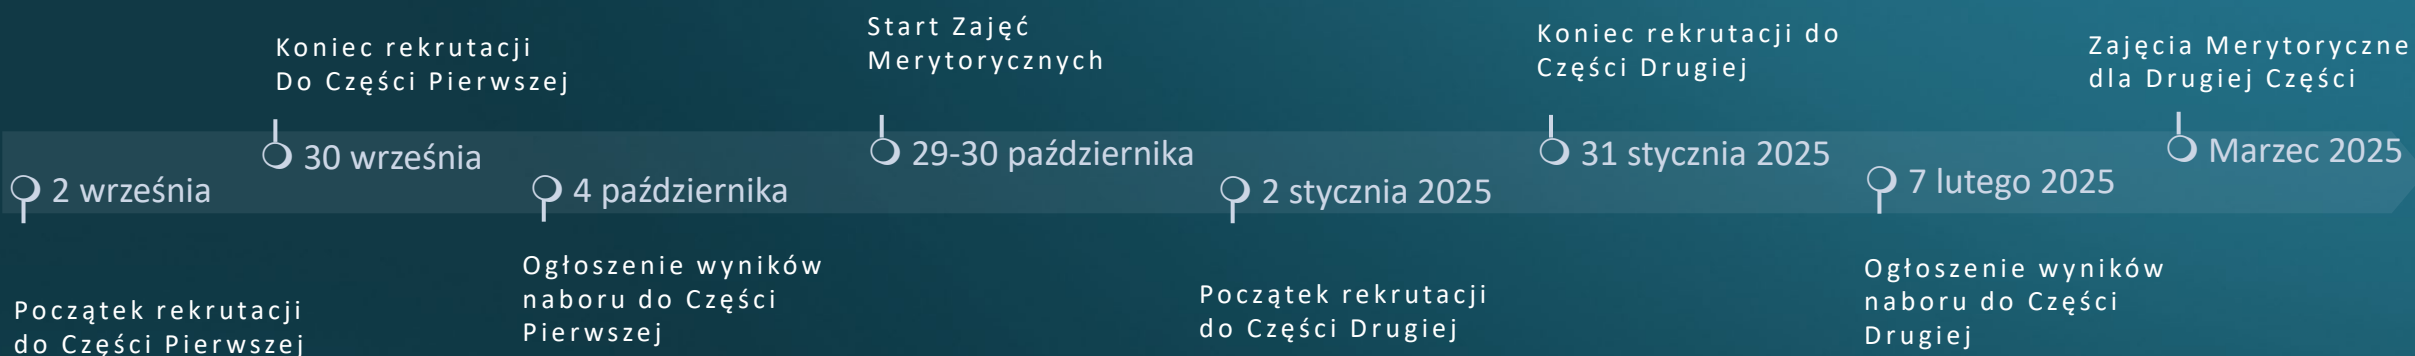 2 września
Początek rekrutacji
do Części Pierwszej
Koniec rekrutacji
Do Części Pierwszej
30 września
4 października
Ogłoszenie wyników
naboru do Części
Pierwszej
Start Zajęć
Merytorycznych
29-30 października
2 stycznia 2025
Początek rekrutacji
do Części Drugiej
Koniec rekrutacji do
Części Drugiej
31 stycznia 2025
7 lutego 2025
Ogłoszenie wyników
naboru do Części
Drugiej
Zajęcia Merytoryczne
dla Drugiej Części
Marzec 2025